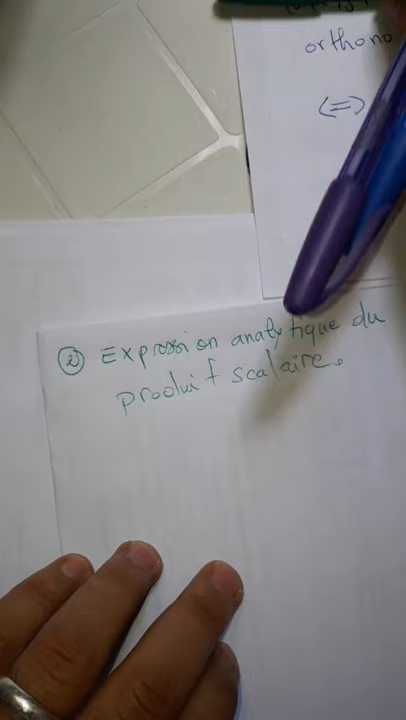 orthono
<=>
② Expression analytique du
produit scalaire.